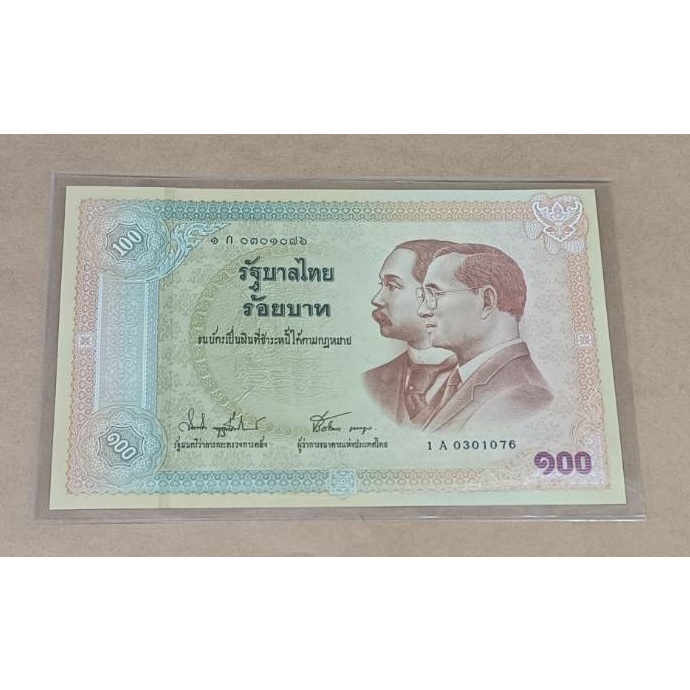 100
๑ ก ๐๓๐๑๐๗๖
รัฐบาลไทย
ร้อยบาท
ธนบัตรเป็นเงินที่ชำระหนี้ได้ตามกฎหมาย
รัฐมนตรีว่าการกระทรวงการคลัง ผู้ว่าการธนาคารแห่งประเทศไทย
1 A 0301076
๑๐๐
๑๐๐